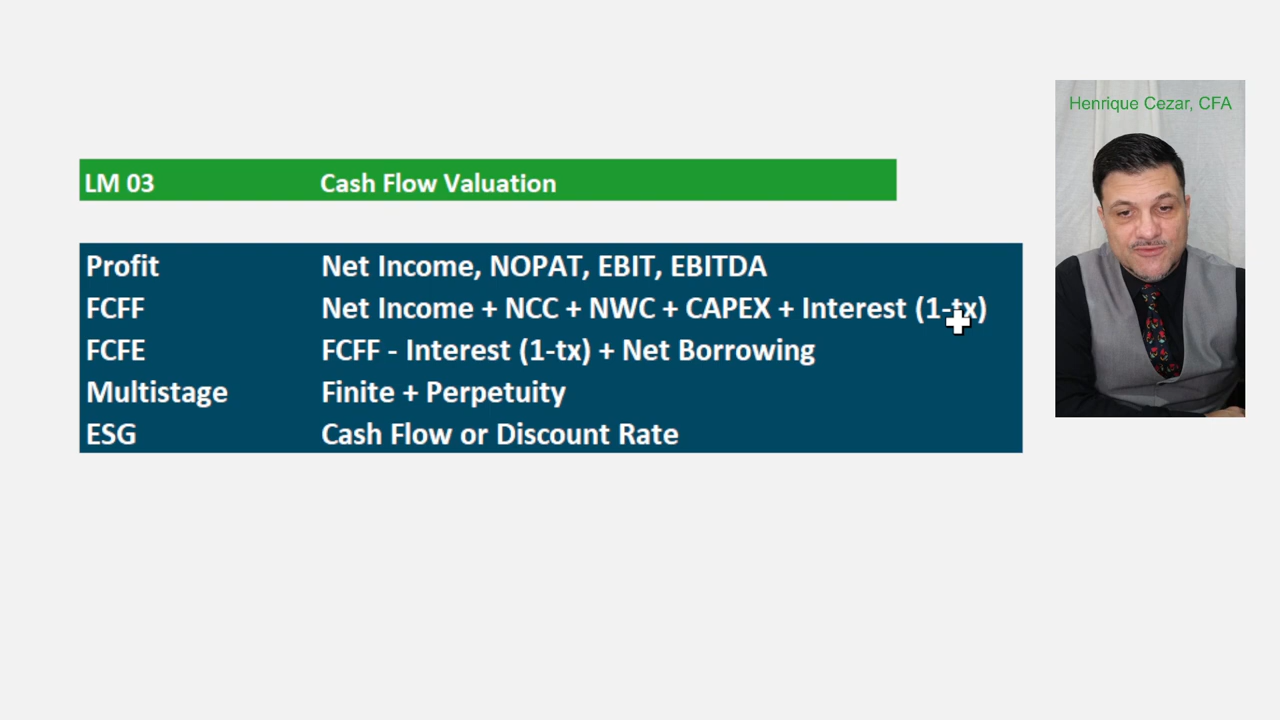 Henrique Cezar, CFA
LM 03 Cash Flow Valuation
Profit Net Income, NOPAT, EBIT, EBITDA
FCFF Net Income + NCC + NWC + CAPEX + Interest (1-tx)
FCFE FCFF - Interest (1-tx) + Net Borrowing
Multistage Finite + Perpetuity
ESG Cash Flow or Discount Rate